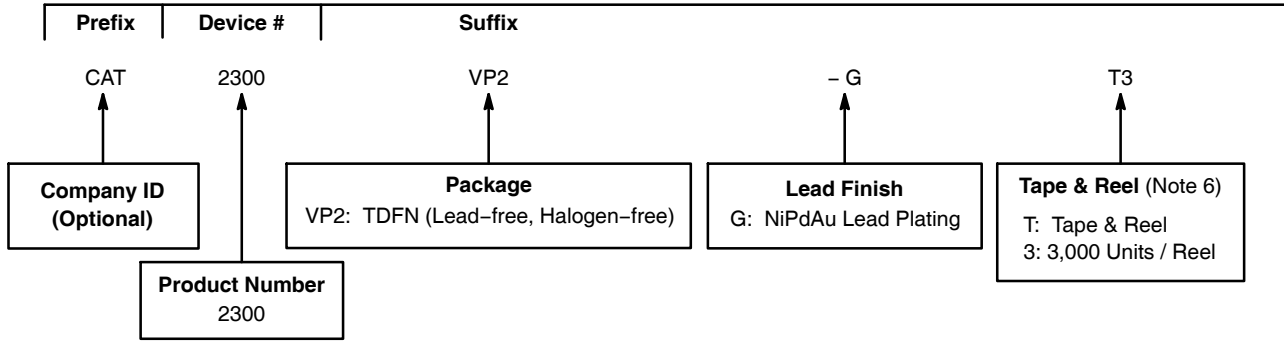 Prefix Device # Suffix
CAT 2300 VP2 – G T3
Company ID
(Optional)
Package
VP2: TDFN (Lead–free, Halogen–free)
Lead Finish
G: NiPdAu Lead Plating
Tape & Reel (Note 6)
T: Tape & Reel
3: 3,000 Units / Reel
Product Number
2300